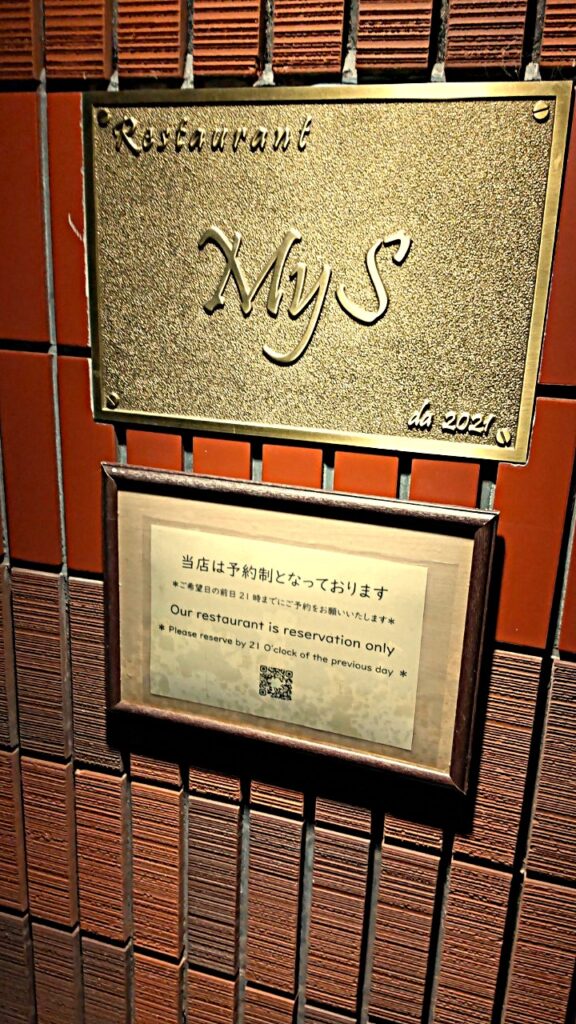 Restaurant
MyS
da 2021
当店は予約制となっております
＊ご希望日の前日 21 時までにご予約をお願いいたします＊
Our restaurant is reservation only
* Please reserve by 21 O'clock of the previous day *